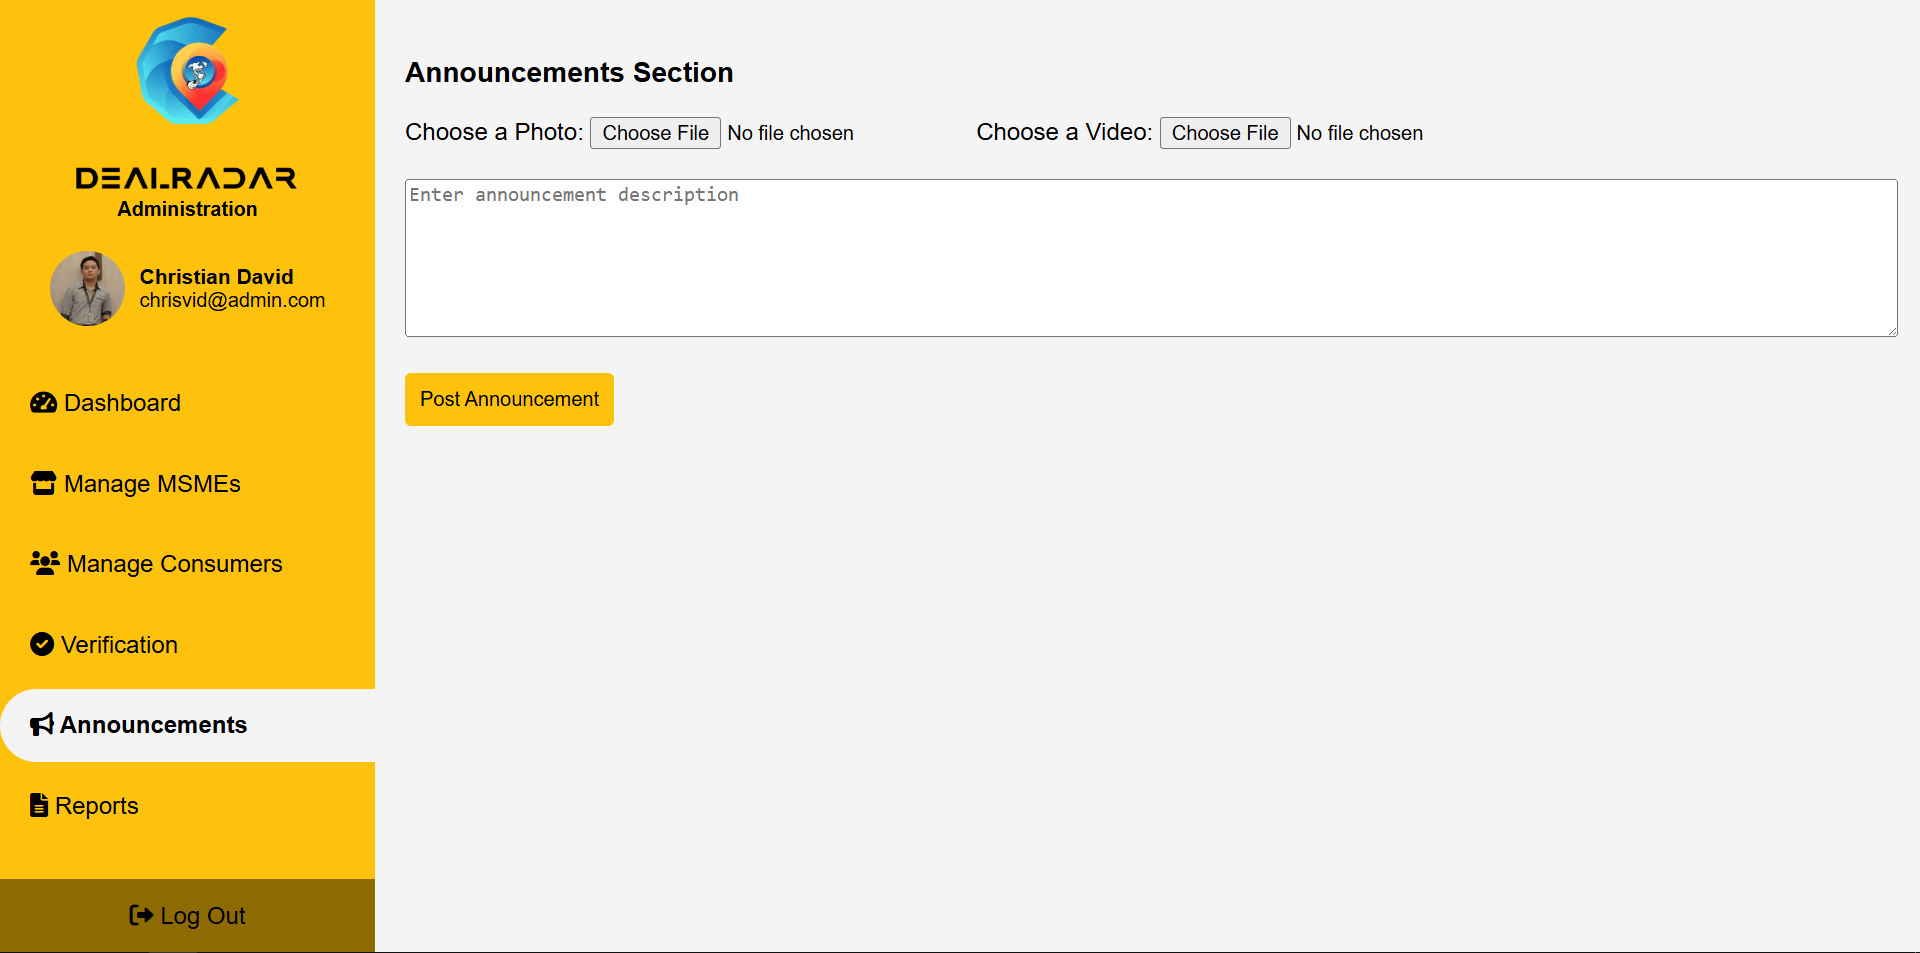 DEALRADAR
Administration
Christian David
chrisvid@admin.com
Dashboard
Manage MSMEs
Manage Consumers
Verification
Announcements
Reports
Log Out
Announcements Section
Choose a Photo: Choose File No file chosen
Choose a Video: Choose File No file chosen
Enter announcement description
Post Announcement